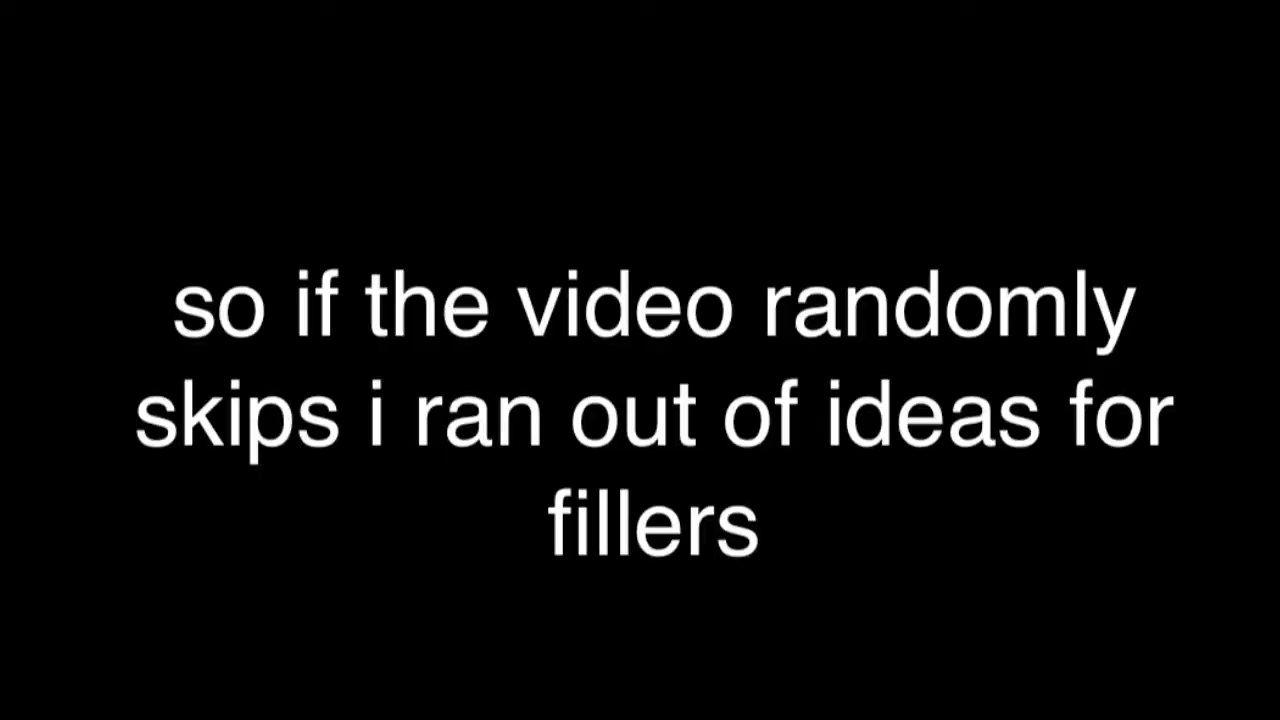 so if the video randomly
skips i ran out of ideas for
fillers